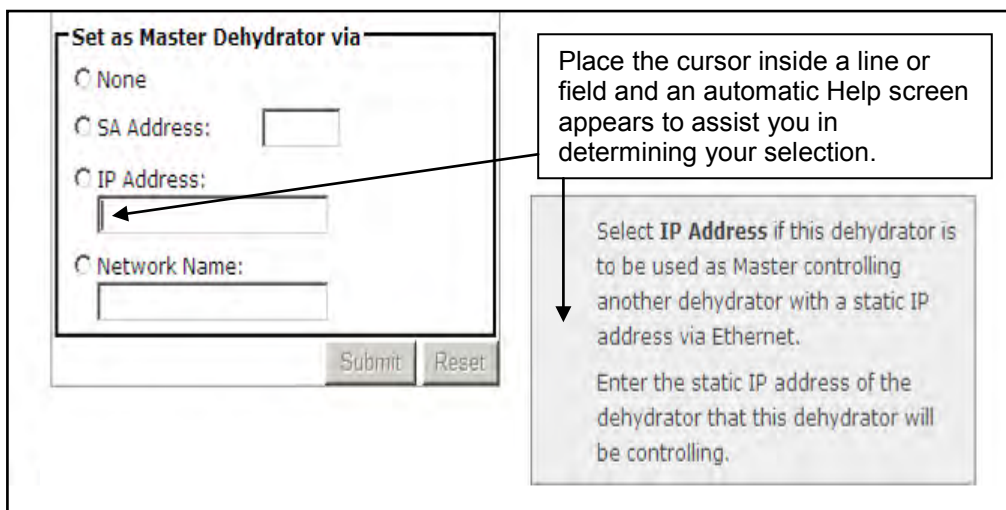 Set as Master Dehydrator via
None
SA Address:
IP Address:
Network Name:
Submit Reset
Place the cursor inside a line or
field and an automatic Help screen
appears to assist you in
determining your selection.
Select IP Address if this dehydrator is
to be used as Master controlling
another dehydrator with a static IP
address via Ethernet.
Enter the static IP address of the
dehydrator that this dehydrator will
be controlling.